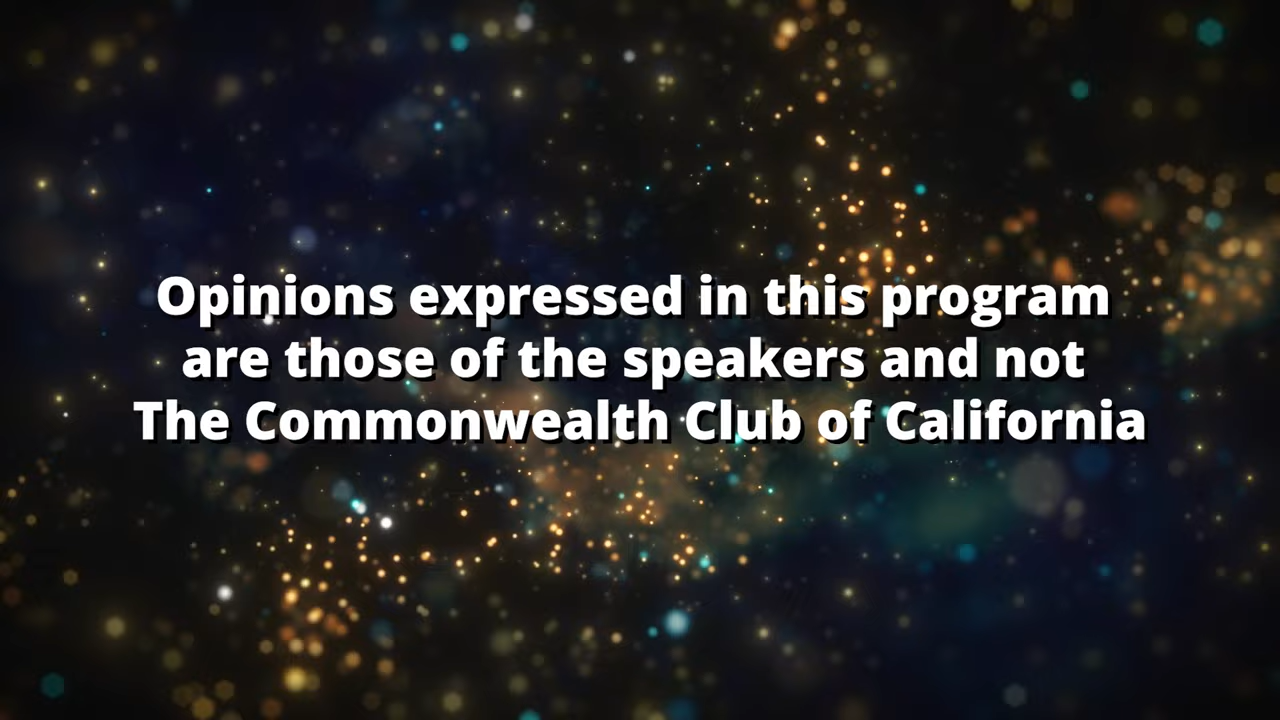 Opinions expressed in this program
are those of the speakers and not
The Commonwealth Club of California